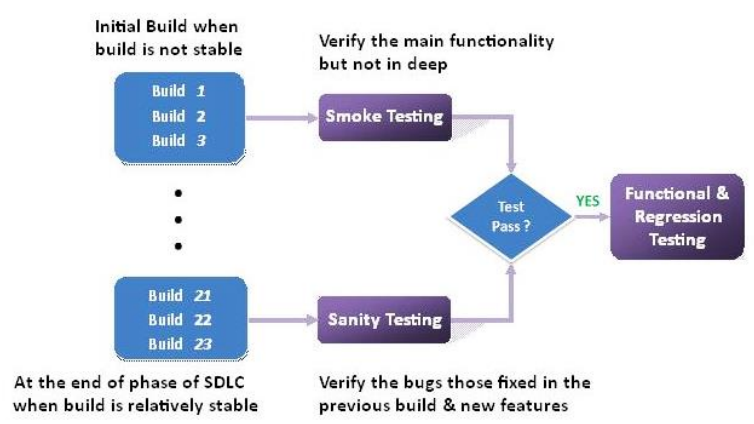 Initial Build when
build is not stable
Verify the main functionality
but not in deep
Build 1
Build 2
Build 3
Smoke Testing
Test
Pass ?
YES
Functional &
Regression
Testing
Build 21
Build 22
Build 23
Sanity Testing
At the end of phase of SDLC
when build is relatively stable
Verify the bugs those fixed in the
previous build & new features